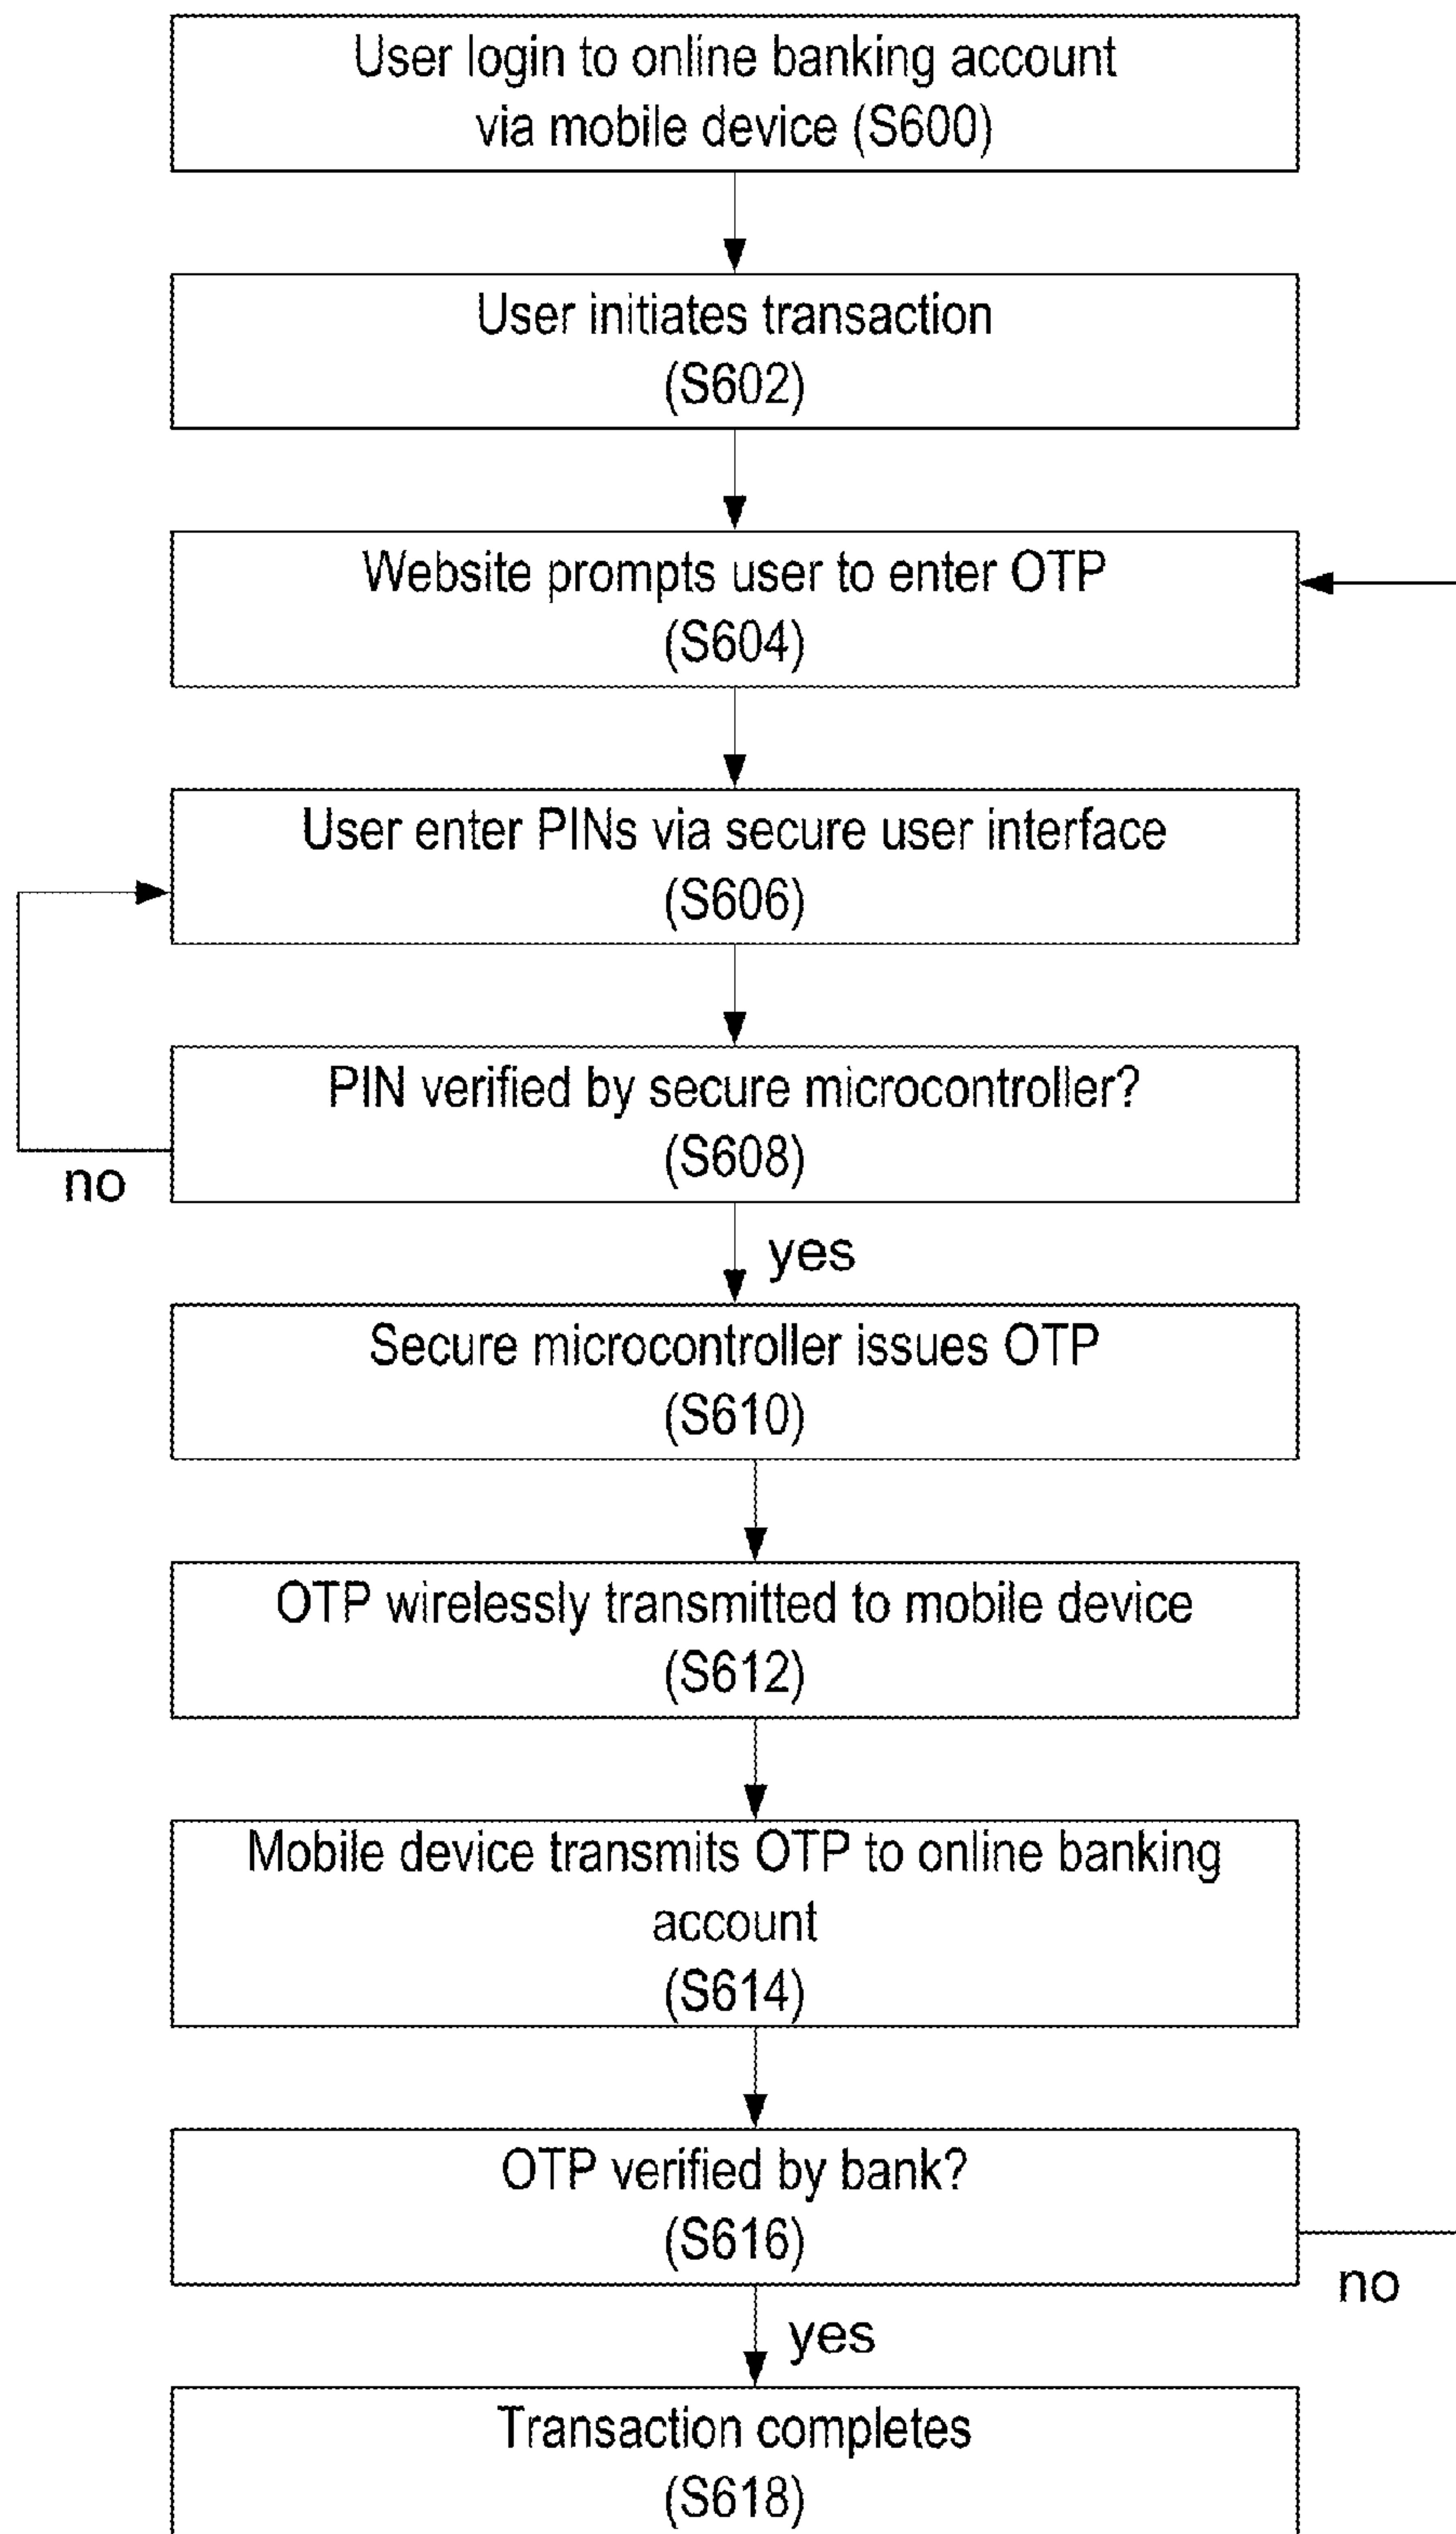 User login to online banking account
via mobile device (S600)
User initiates transaction
(S602)
Website prompts user to enter OTP
(S604)
User enter PINs via secure user interface
(S606)
PIN verified by secure microcontroller?
(S608)
no
yes
Secure microcontroller issues OTP
(S610)
OTP wirelessly transmitted to mobile device
(S612)
Mobile device transmits OTP to online banking
account
(S614)
OTP verified by bank?
(S616)
no
yes
Transaction completes
(S618)